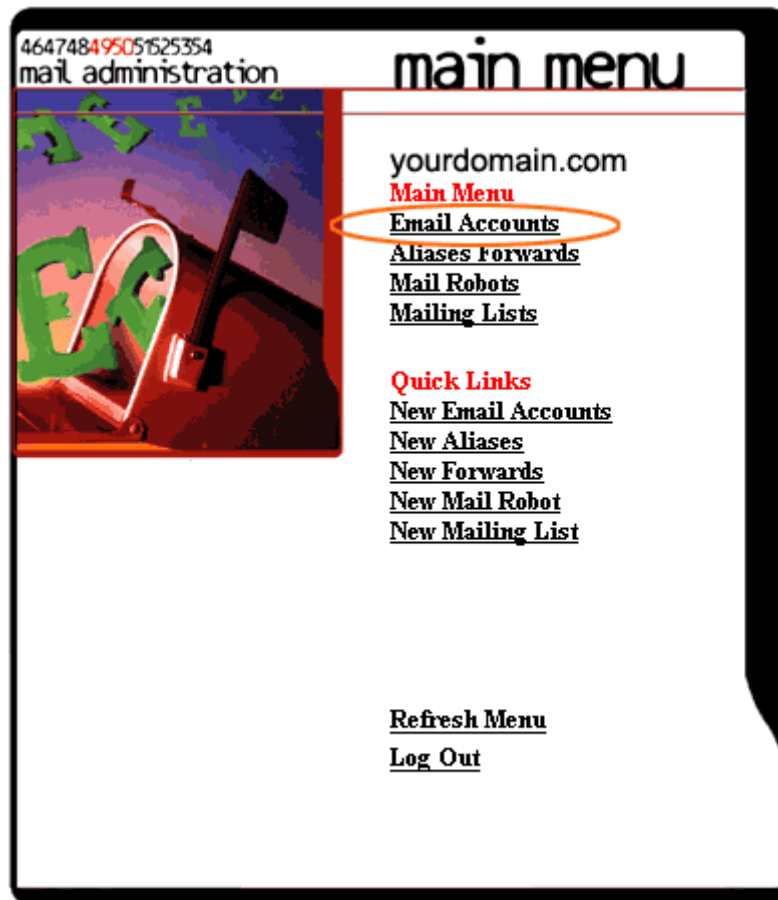 464748495051525354
mail administration
main menu
yourdomain.com
Main Menu
Email Accounts
Aliases Forwards
Mail Robots
Mailing Lists
Quick Links
New Email Accounts
New Aliases
New Forwards
New Mail Robot
New Mailing List
Refresh Menu
Log Out